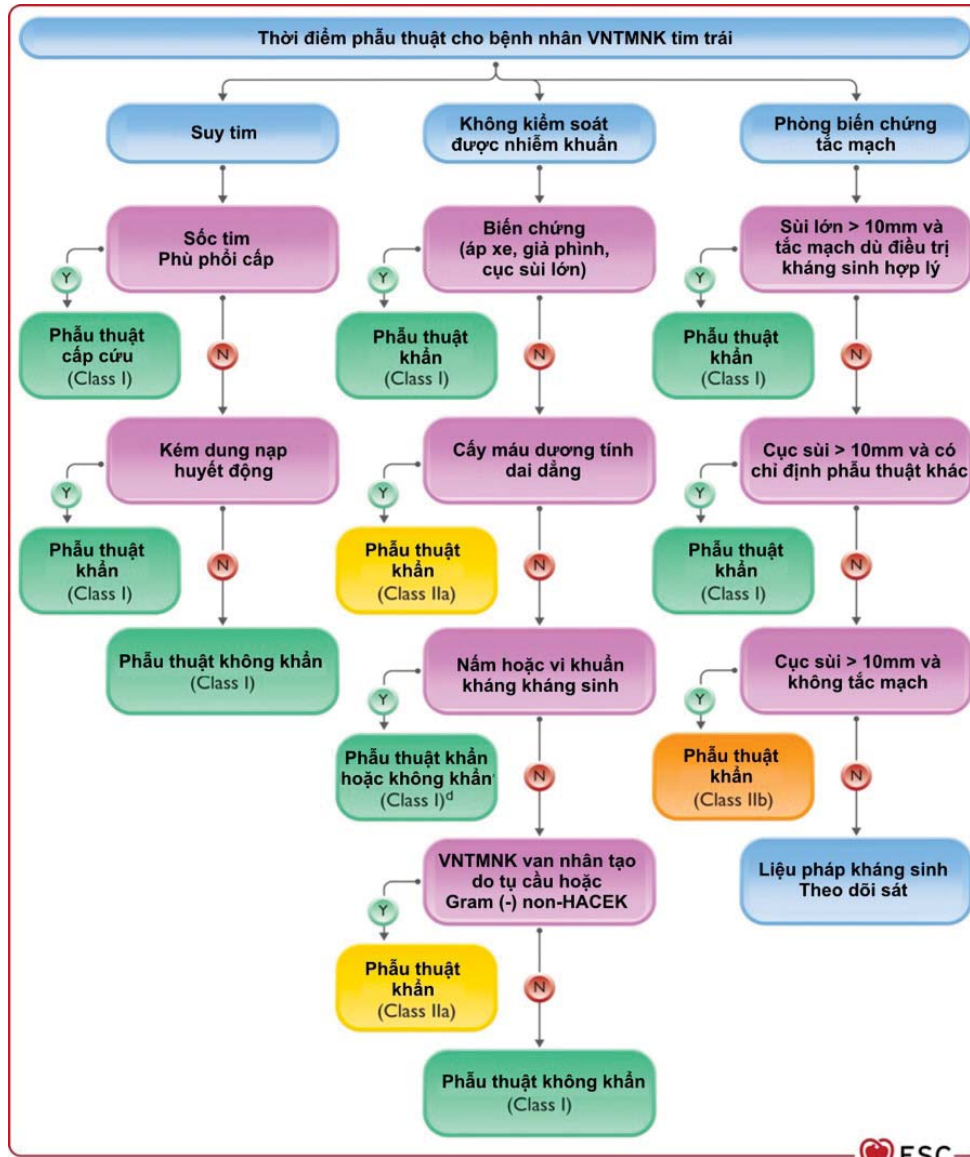 Thời điểm phẫu thuật cho bệnh nhân VNTMNK tim trái
Suy tim
Không kiểm soát
được nhiễm khuẩn
Phòng biến chứng
tắc mạch
Sốc tim
Phù phổi cấp
Biến chứng
(áp xe, giả phình,
cục sùi lớn)
Sùi lớn > 10mm và
tắc mạch dù điều trị
kháng sinh hợp lý
Y
Y
Y
Phẫu thuật
cấp cứu
(Class I)
N
Phẫu thuật
khẩn
(Class I)
N
Phẫu thuật
khẩn
(Class I)
N
Kém dung nạp
huyết động
Cấy máu dương tính
dai dẳng
Cục sùi > 10mm và có
chỉ định phẫu thuật khác
Y
Y
Y
Phẫu thuật
khẩn
(Class I)
N
Phẫu thuật
khẩn
(Class IIa)
N
Phẫu thuật
khẩn
(Class I)
N
Phẫu thuật không khẩn
(Class I)
Nấm hoặc vi khuẩn
kháng kháng sinh
Cục sùi > 10mm và
không tắc mạch
Y
Y
Phẫu thuật khẩn
hoặc không khẩn
(Class I)d
N
Phẫu thuật
khẩn
(Class IIb)
N
VNTMNK van nhân tạo
do tụ cầu hoặc
Gram (-) non-HACEK
Liệu pháp kháng sinh
Theo dõi sát
Y
Phẫu thuật
khẩn
(Class IIa)
N
Phẫu thuật không khẩn
(Class I)
ESC